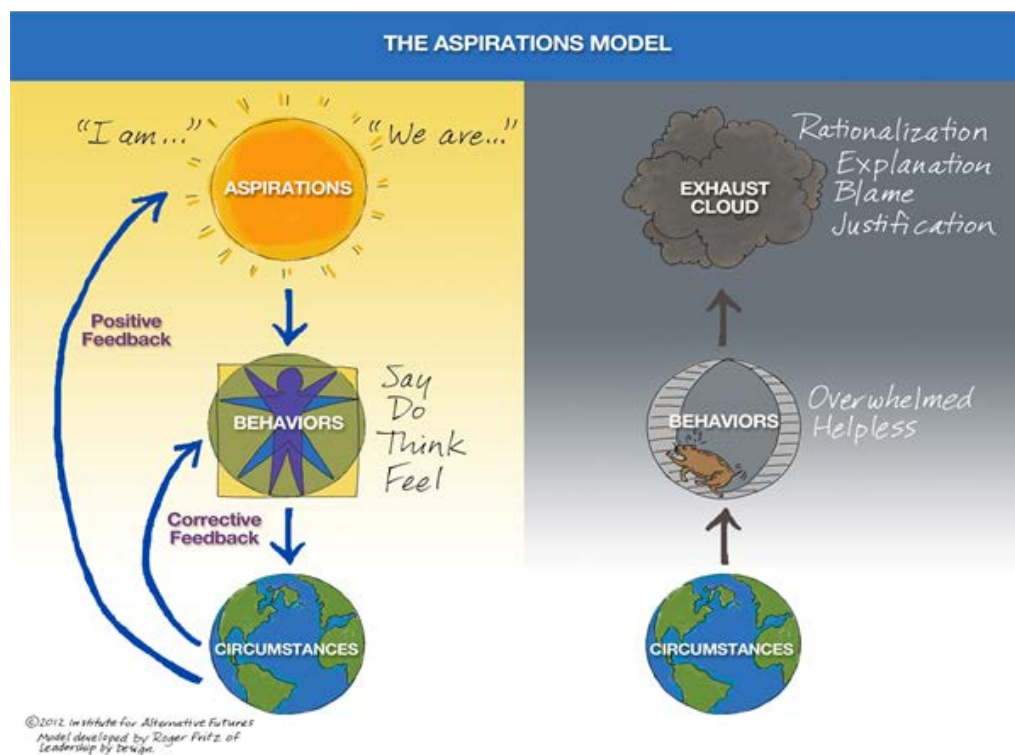 THE ASPIRATIONS MODEL
"I am..."
"We are..."
ASPIRATIONS
Positive
Feedback
BEHAVIORS
Say
Do
Think
Feel
Corrective
Feedback
CIRCUMSTANCES
EXHAUST
CLOUD
Rationalization
Explanation
Blame
Justification
BEHAVIORS
Overwhelmed
Helpless
CIRCUMSTANCES
©2012 Institute for Alternative Futures
Model developed by Roger Fritz of
Leadership by Design.